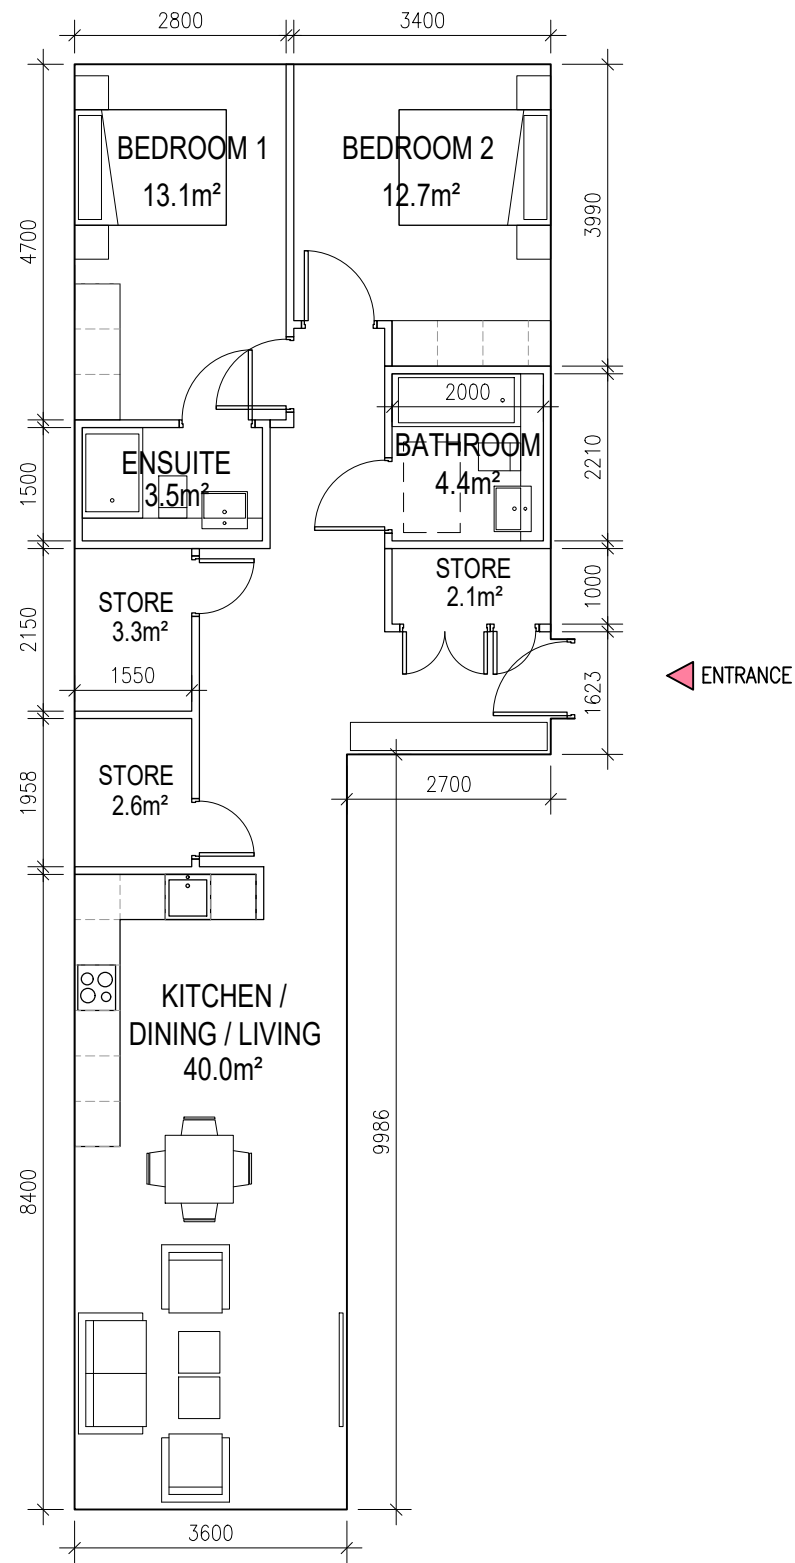 2800
3400
BEDROOM 1
13.1m²
BEDROOM 2
12.7m²
4700
3990
2000
BATHROOM
4.4m²
2210
ENSUITE
3.5m²
1500
STORE
2.1m²
1000
STORE
3.3m²
2150
1550
1623
ENTRANCE
STORE
2.6m²
1958
2700
KITCHEN /
DINING / LIVING
40.0m²
9986
8400
3600